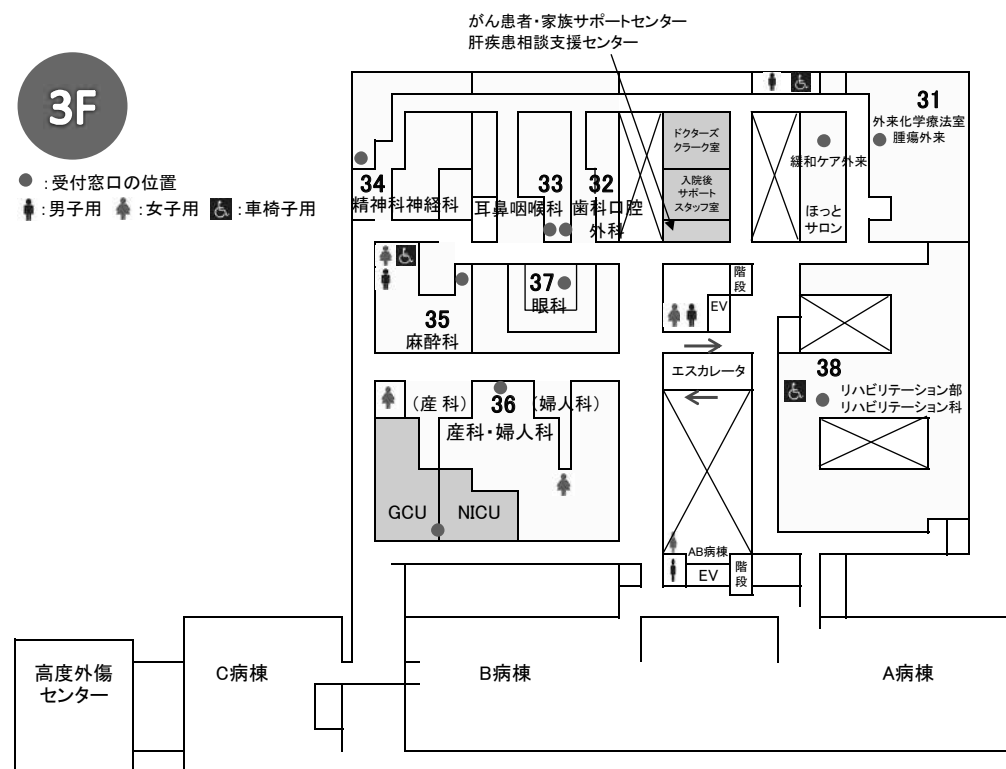 がん患者・家族サポートセンター
肝疾患相談支援センター
3F
:受付窓口の位置
:男子用 :女子用 :車椅子用
31
外来化学療法室
腫瘍外来
ドクターズ
クラーク室
緩和ケア外来
入院後
サポート
スタッフ室
ほっと
サロン
34
精神科神経科
33
耳鼻咽喉科
32
歯科口腔
外科
37
眼科
35
麻酔科
階
段
EV
エスカレータ
38
リハビリテーション部
リハビリテーション科
(産 科)
36
(婦人科)
産科・婦人科
GCU
NICU
AB病棟
EV
階
段
高度外傷
センター
C病棟
B病棟
A病棟